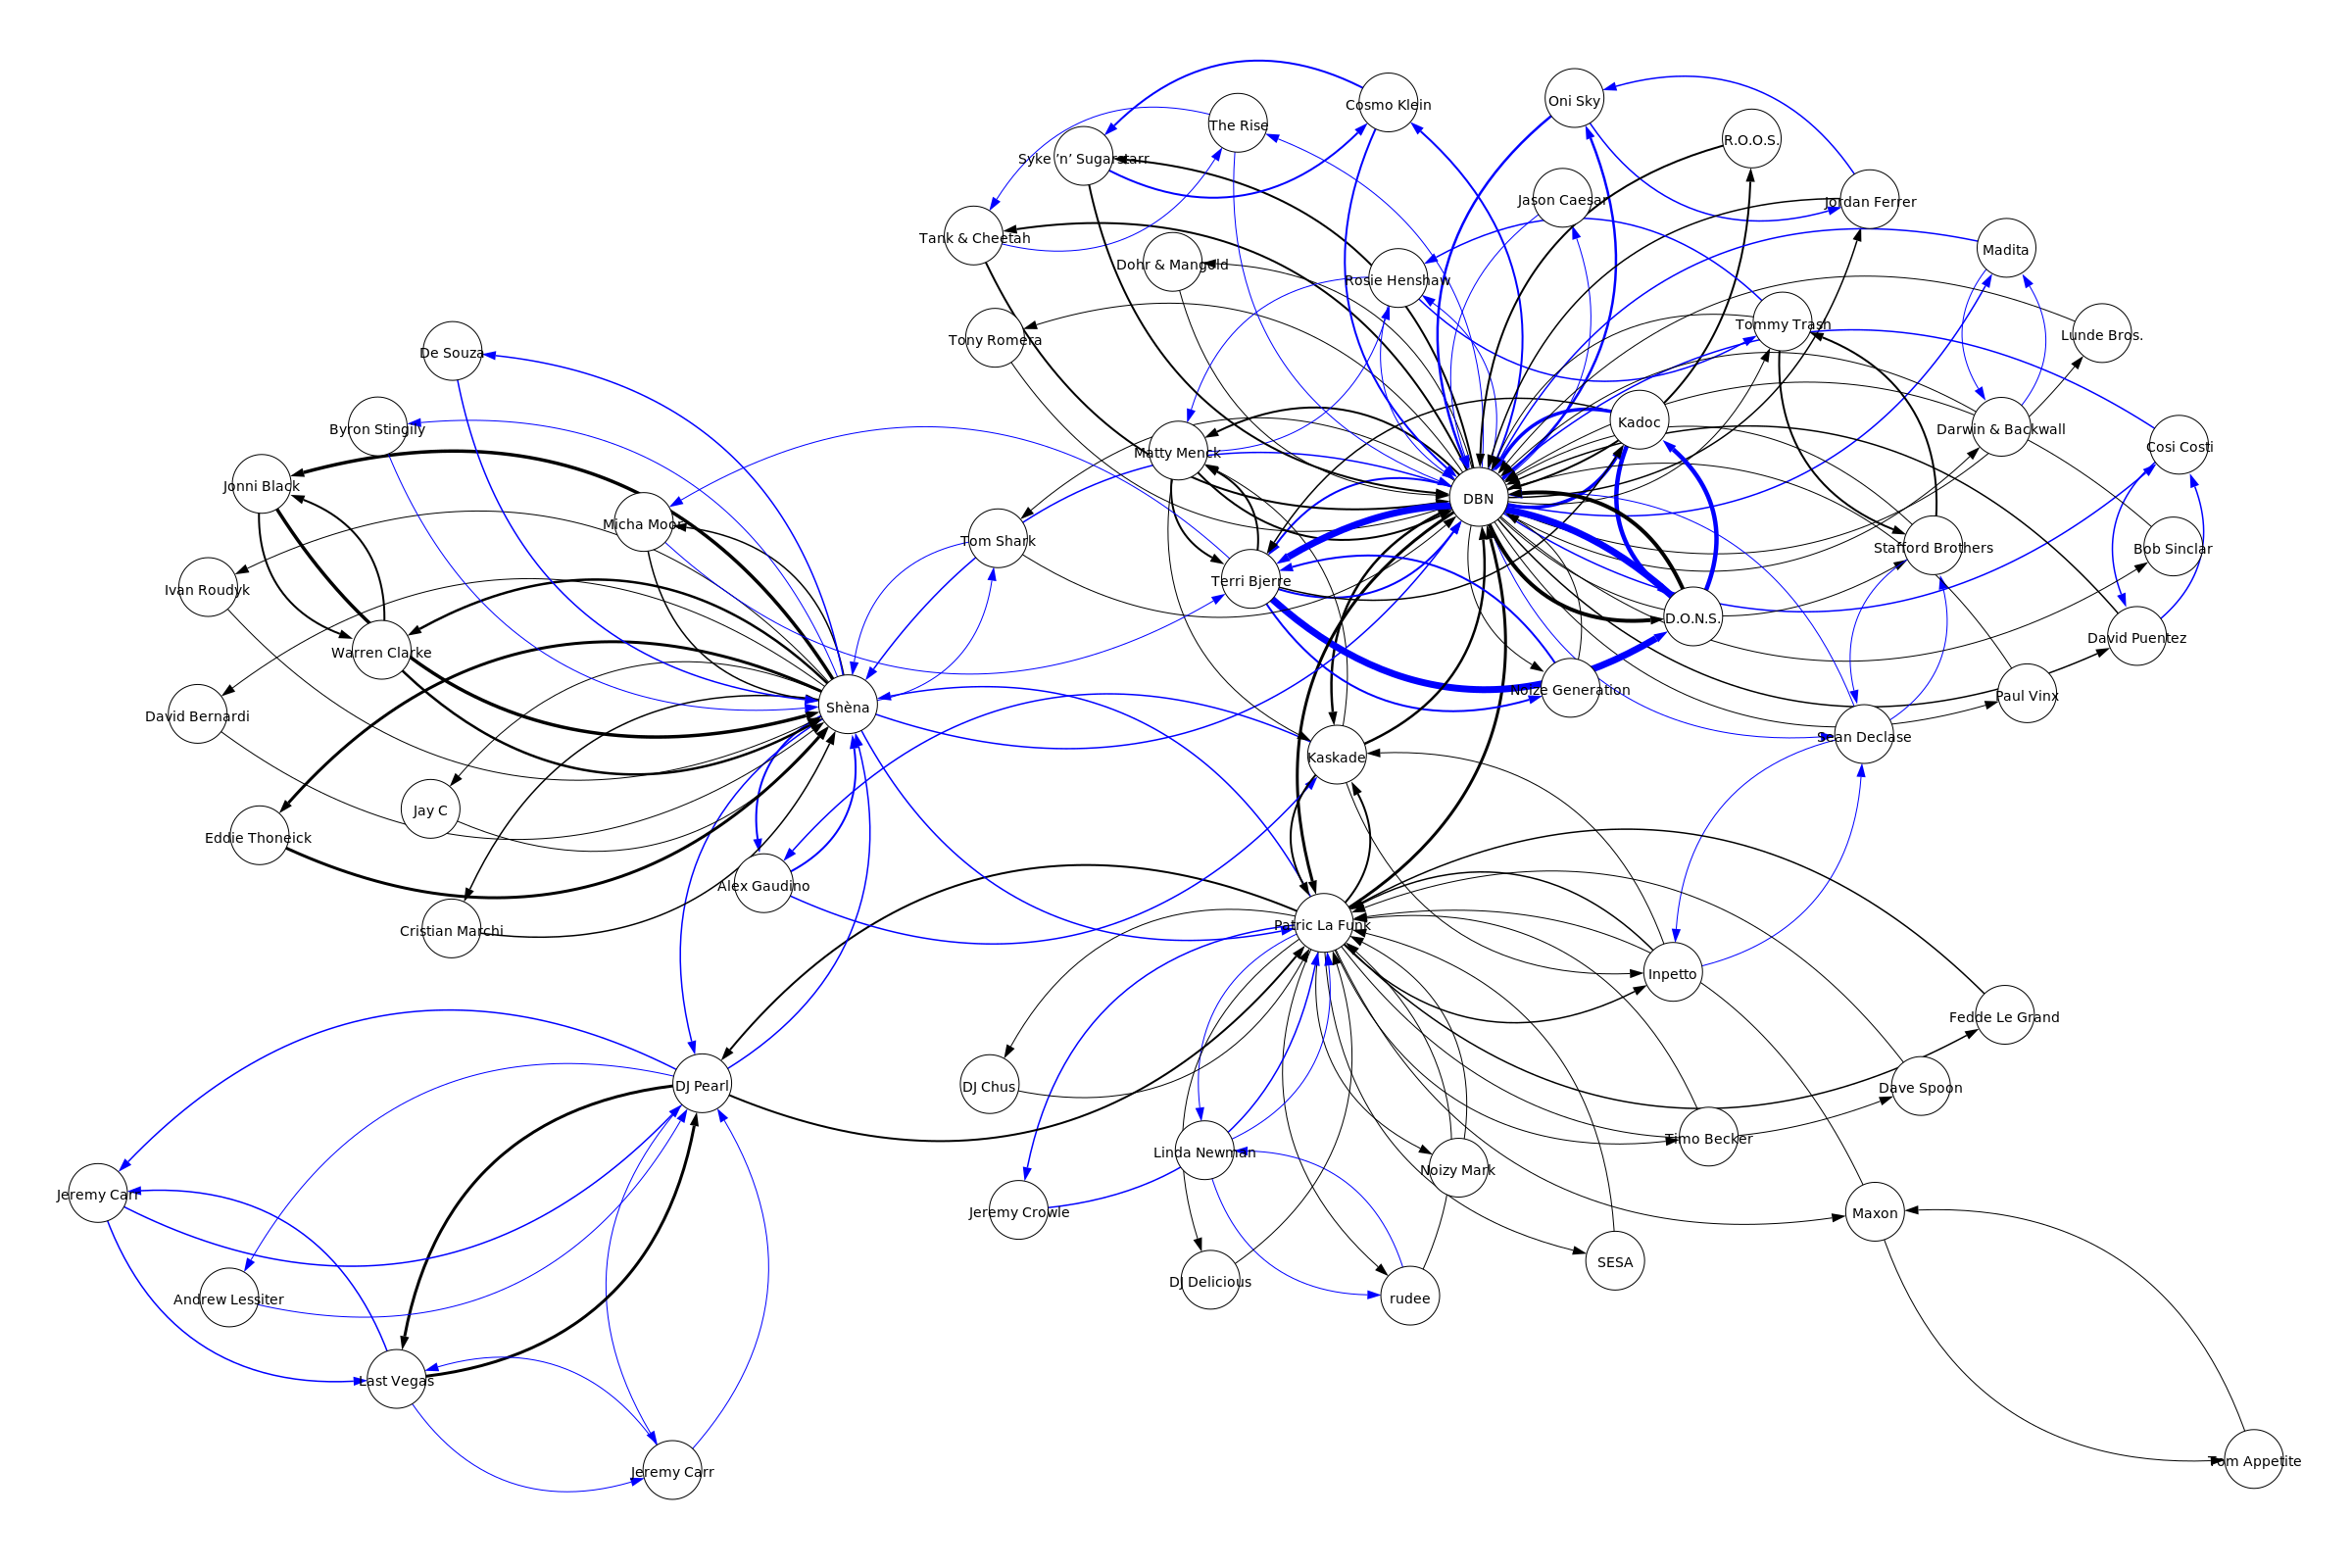 Cosmo Klein
Oni Sky
The Rise
R.O.O.S.
Syke ’n’ Sugarstarr
Jason Caesar
Jordan Ferrer
Tank & Cheetah
Madita
Dohr & Mangold
Rosie Henshaw
Tommy Trash
Lunde Bros.
Tony Romera
De Souza
Kadoc
Byron Stingily
Darwin & Backwall
Cosi Costi
Matty Menck
Jonni Black
DBN
Micha Moor
Tom Shark
Stafford Brothers
Bob Sinclar
Terri Bjerre
Ivan Roudyk
D.O.N.S.
David Puentez
Warren Clarke
Noize Generation
Paul Vinx
Shèna
David Bernardi
Sean Declase
Kaskade
Jay C
Eddie Thoneick
Alex Gaudino
Patric La Funk
Cristian Marchi
Inpetto
Fedde Le Grand
DJ Pearl
DJ Chus
Dave Spoon
Timo Becker
Linda Newman
Noizy Mark
Jeremy Carr
Jeremy Crowle
Maxon
SESA
DJ Delicious
Andrew Lessiter
rudee
Last Vegas
Tom Appetite
Jeremy Carr